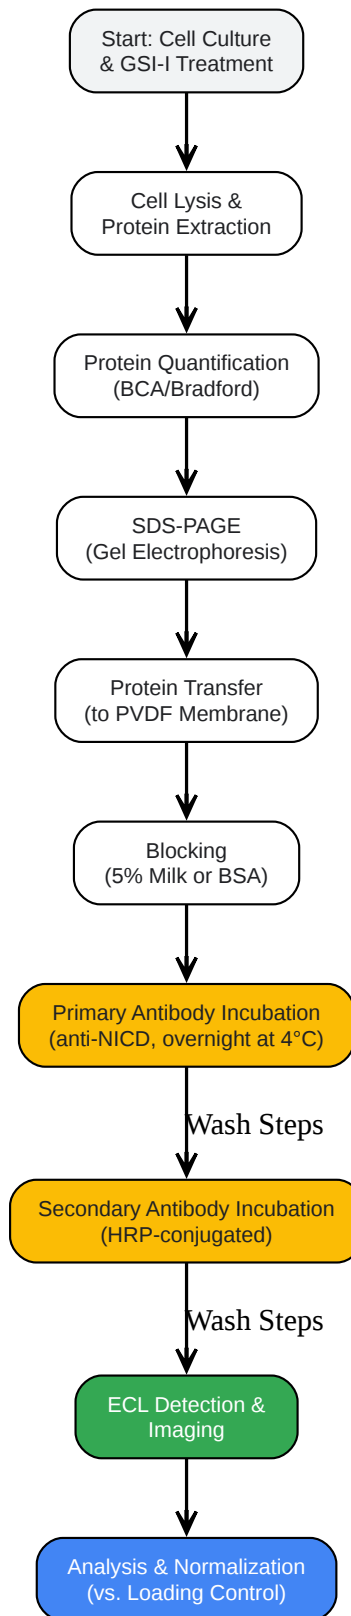 Start: Cell Culture
& GSI-I Treatment
Cell Lysis &
Protein Extraction
Protein Quantification
(BCA/Bradford)
SDS-PAGE
(Gel Electrophoresis)
Protein Transfer
(to PVDF Membrane)
Blocking
(5% Milk or BSA)
Primary Antibody Incubation
(anti-NICD, overnight at 4°C)
Wash Steps
Secondary Antibody Incubation
(HRP-conjugated)
Wash Steps
ECL Detection &
Imaging
Analysis & Normalization
(vs. Loading Control)